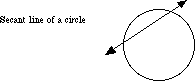 Secant line of a circle